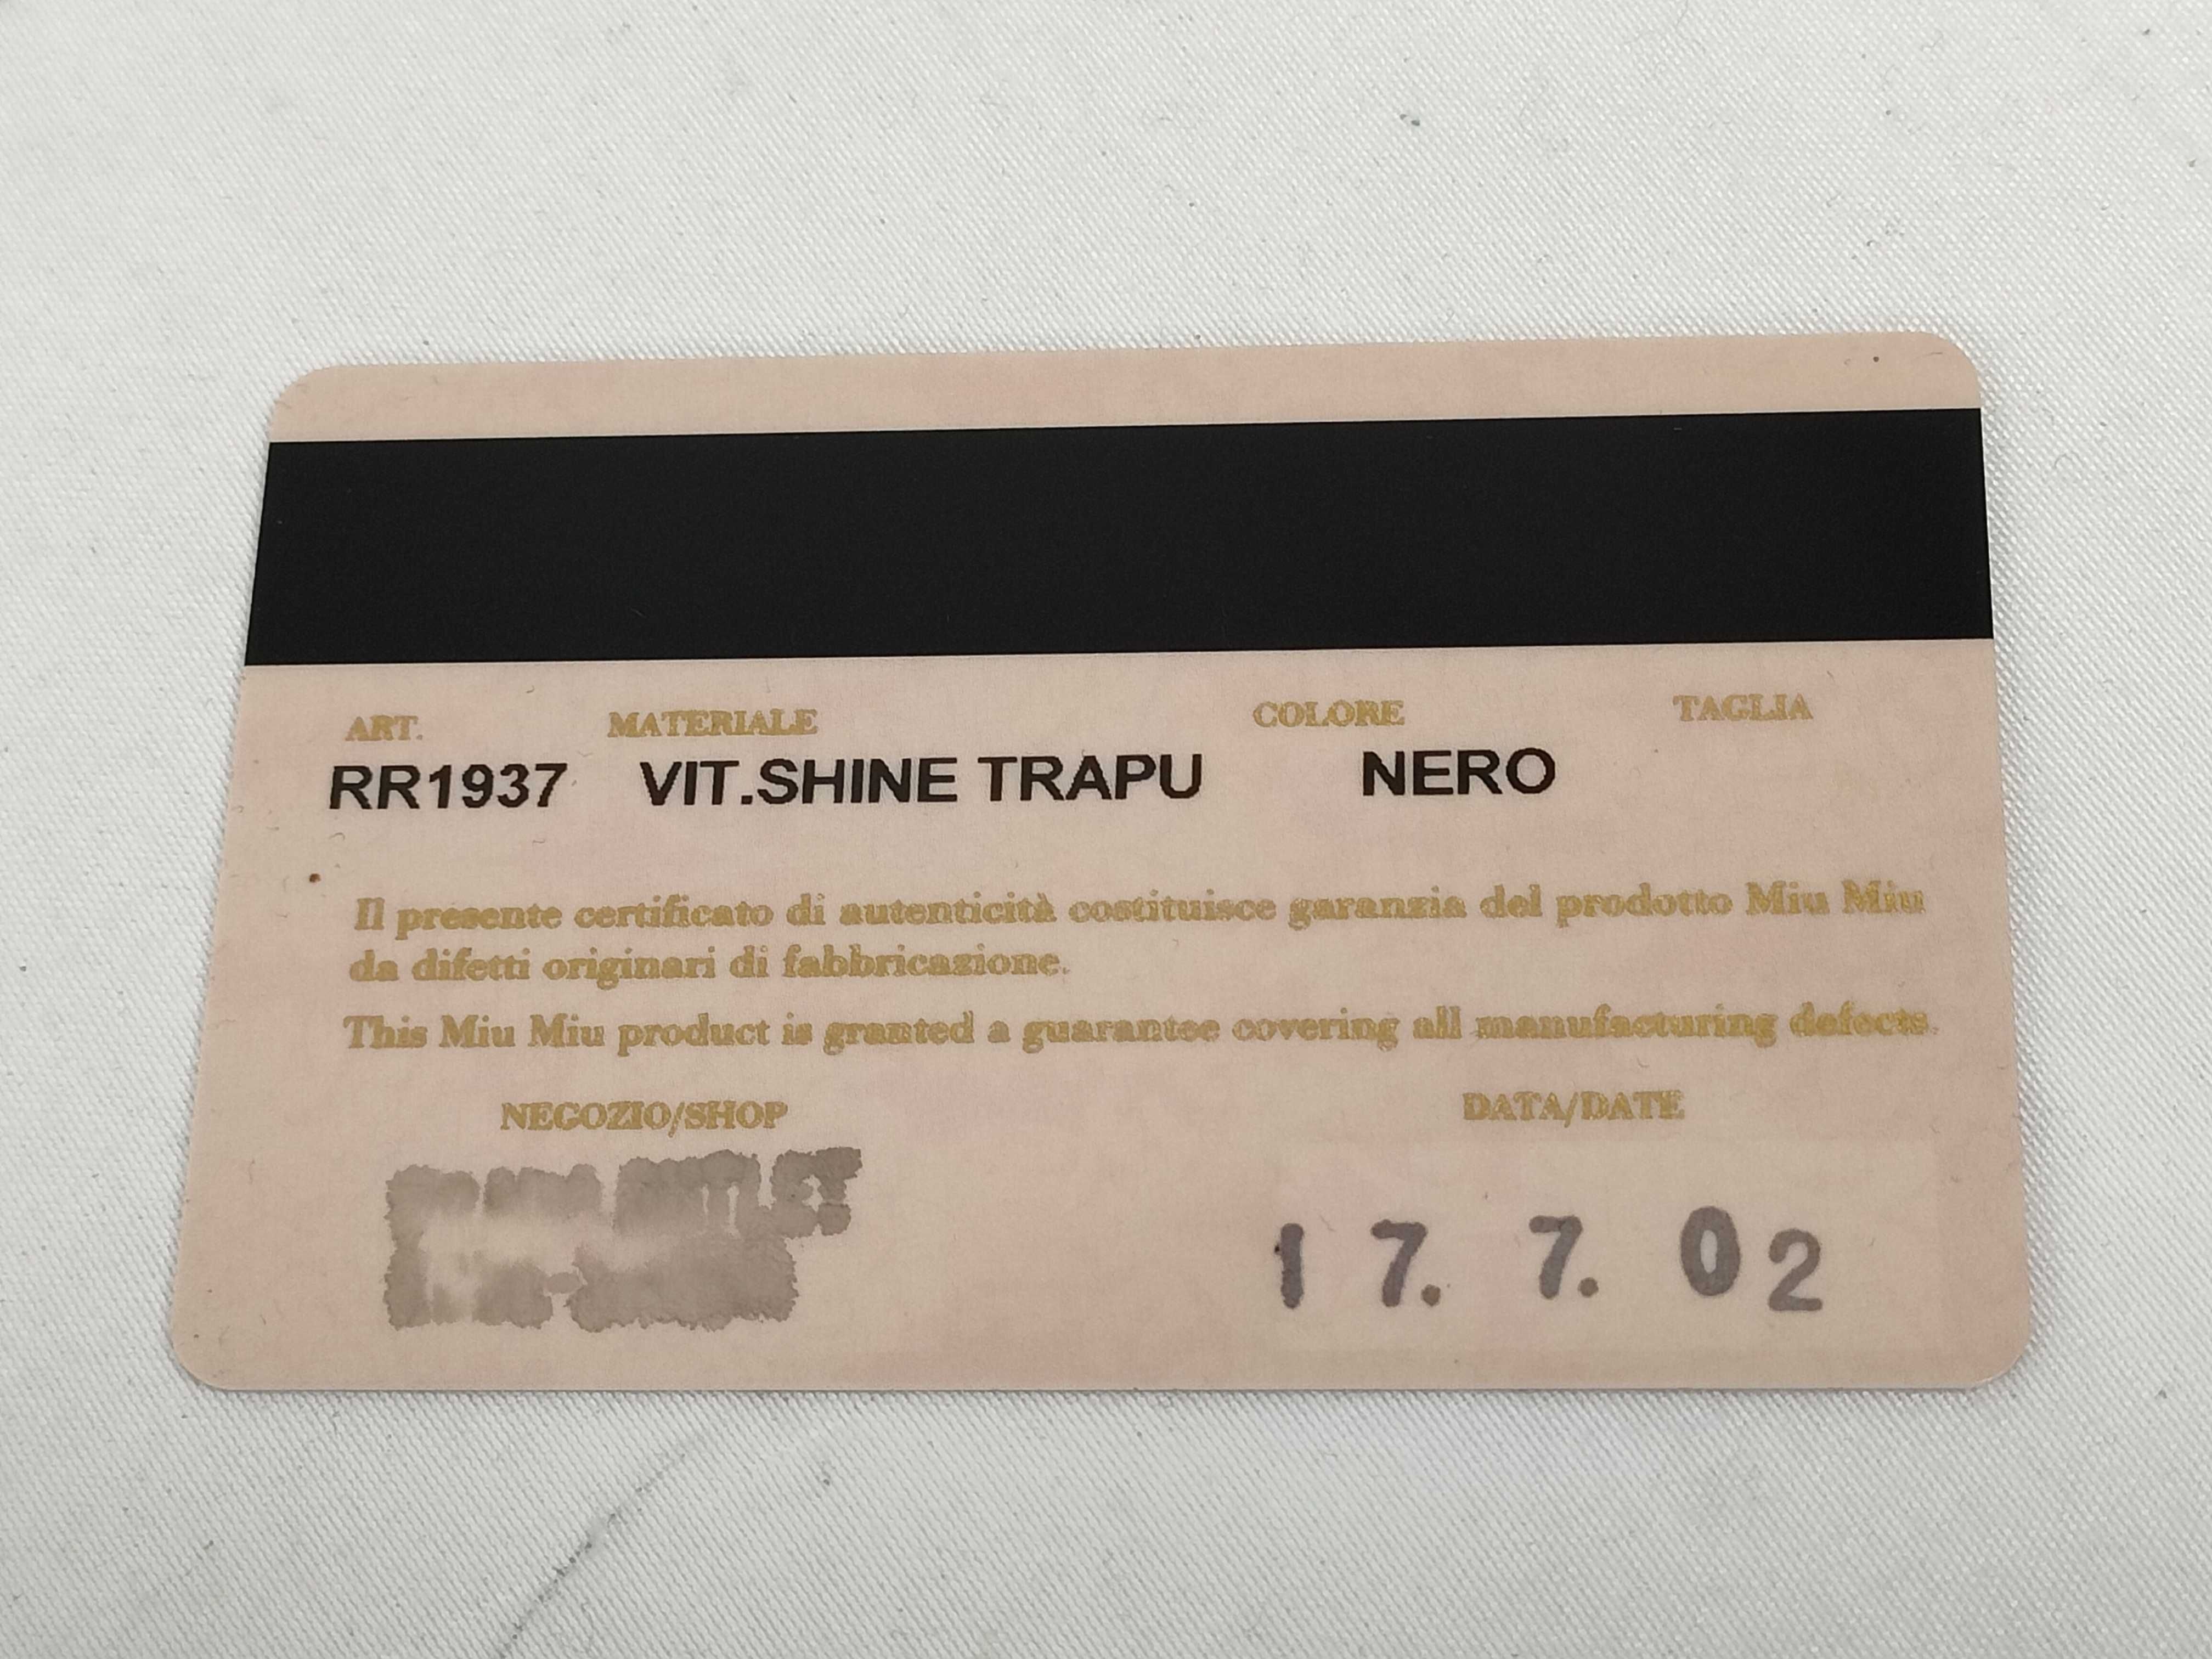 ART. MATERIALE COLORE TAGLIA
RR1937 VIT.SHINE TRAPU NERO
Il presente certificato di autenticità costituisce garanzia del prodotto Miu Miu
da difetti originari di fabbricazione.
This Miu Miu product is granted a guarantee covering all manufacturing defects.
NEGOZIO/SHOP DATA/DATE
OUTLET 17. 7. 02